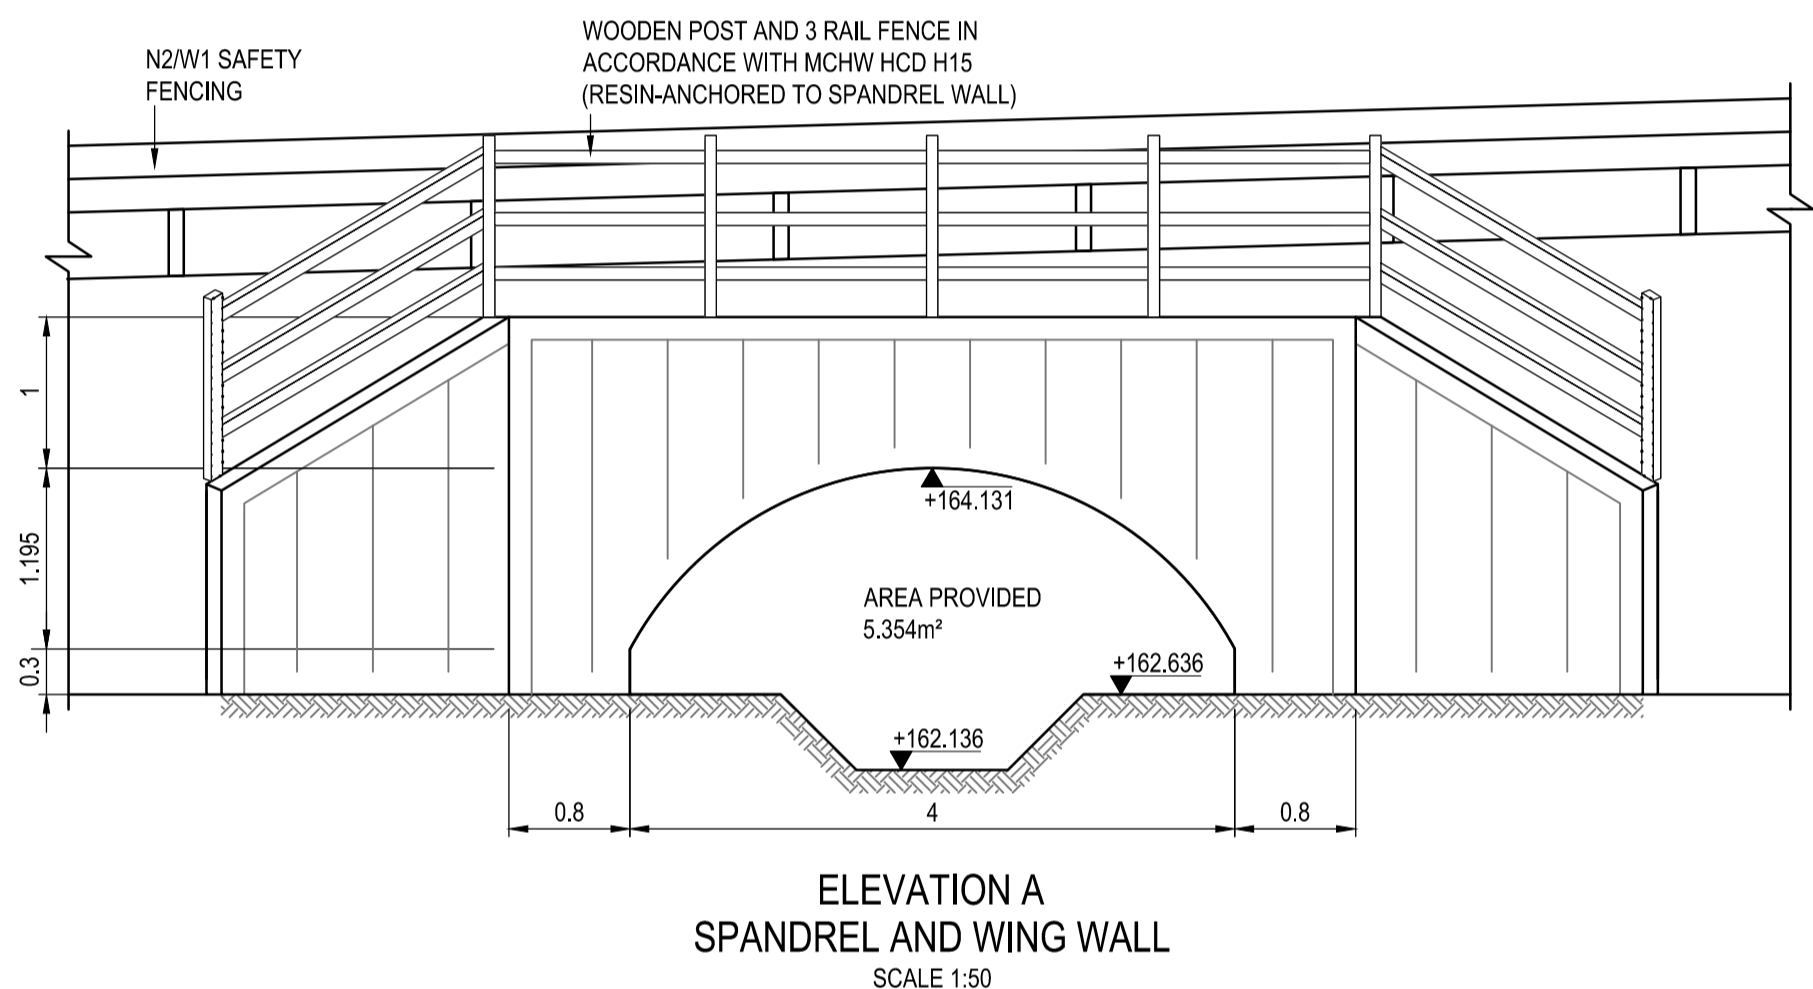 N2/W1 SAFETY
FENCING
WOODEN POST AND 3 RAIL FENCE IN
ACCORDANCE WITH MCHW HCD H15
(RESIN-ANCHORED TO SPANDREL WALL)
1
1.195
0.3
+164.131
AREA PROVIDED
5.354m²
+162.636
+162.136
0.8
4
0.8
ELEVATION A
SPANDREL AND WING WALL
SCALE 1:50